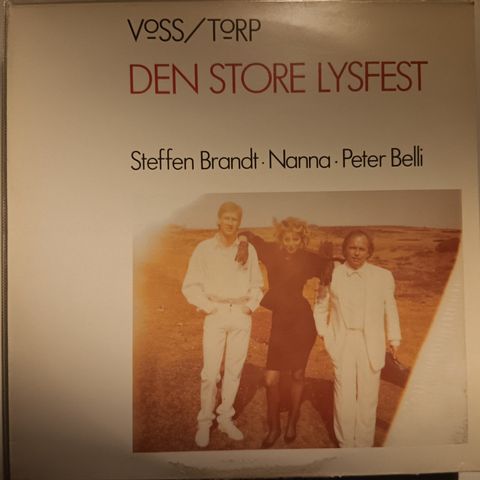 VOSS/TORP
DEN STORE LYSFEST
Steffen Brandt · Nanna · Peter Belli